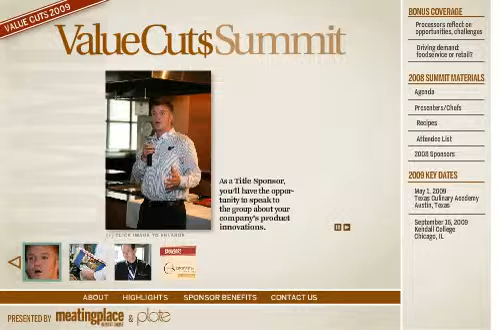 VALUE CUTS 2009
ValueCut$Summit
As a Title Sponsor,
you'll have the oppor-
tunity to speak to
the group about your
company's product
innovations.
CLICK IMAGE TO ENLARGE
ABOUT
HIGHLIGHTS
SPONSOR BENEFITS
CONTACT US
PRESENTED BY meatingplace & plate
BONUS COVERAGE
Processors reflect on
opportunities, challenges
Driving demand:
foodservice or retail?
2008 SUMMIT MATERIALS
Agenda
Presenters/Chefs
Recipes
Attendee List
2008 Sponsors
2009 KEY DATES
May 1, 2009
Texas Culinary Academy
Austin, Texas
September 16, 2009
Kendall College
Chicago, IL